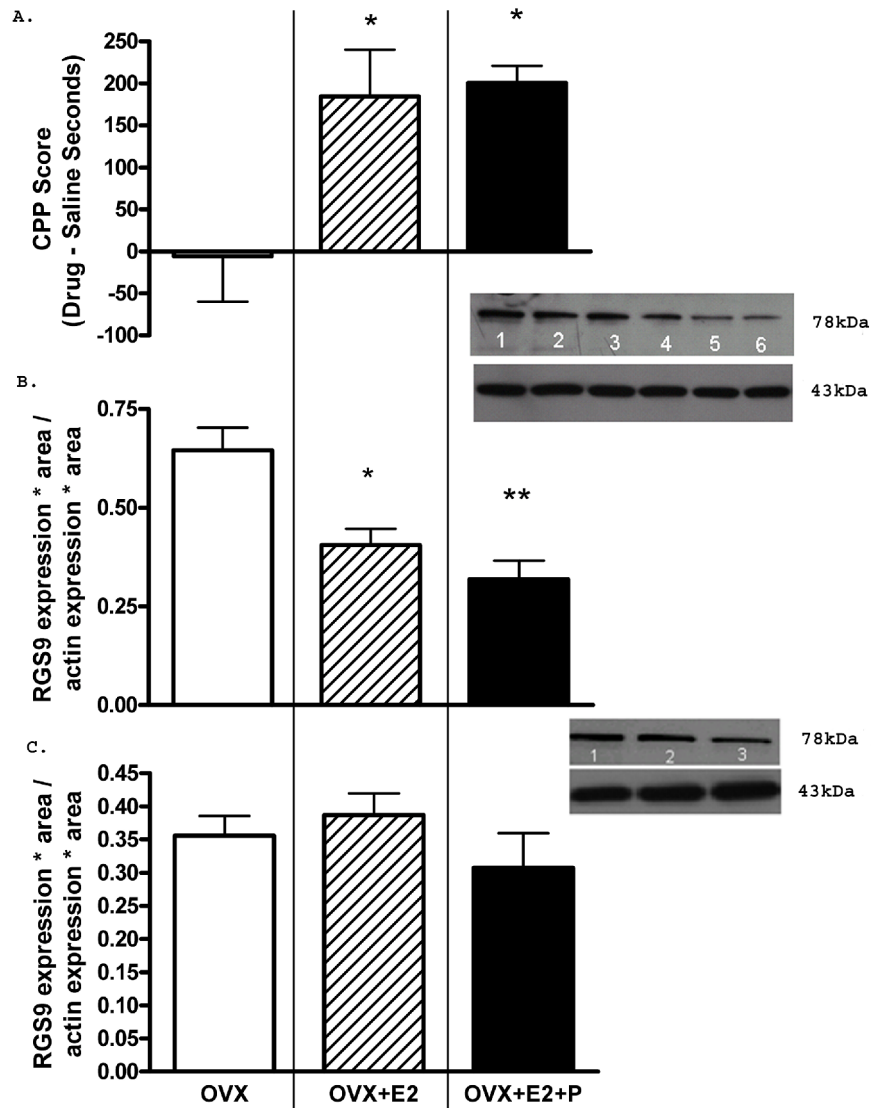 A.
* *
CPP Score
(Drug - Saline Seconds)
250
200
150
100
50
0
-50
-100
1 2 3 4 5 6
78kDa
43kDa
B.
RGS9 expression * area /
actin expression * area
0.75
0.50
0.25
0.00
* **
1 2 3
78kDa
43kDa
C.
RGS9 expression * area /
actin expression * area
0.45
0.40
0.35
0.30
0.25
0.20
0.15
0.10
0.05
0.00
OVX OVX+E2 OVX+E2+P